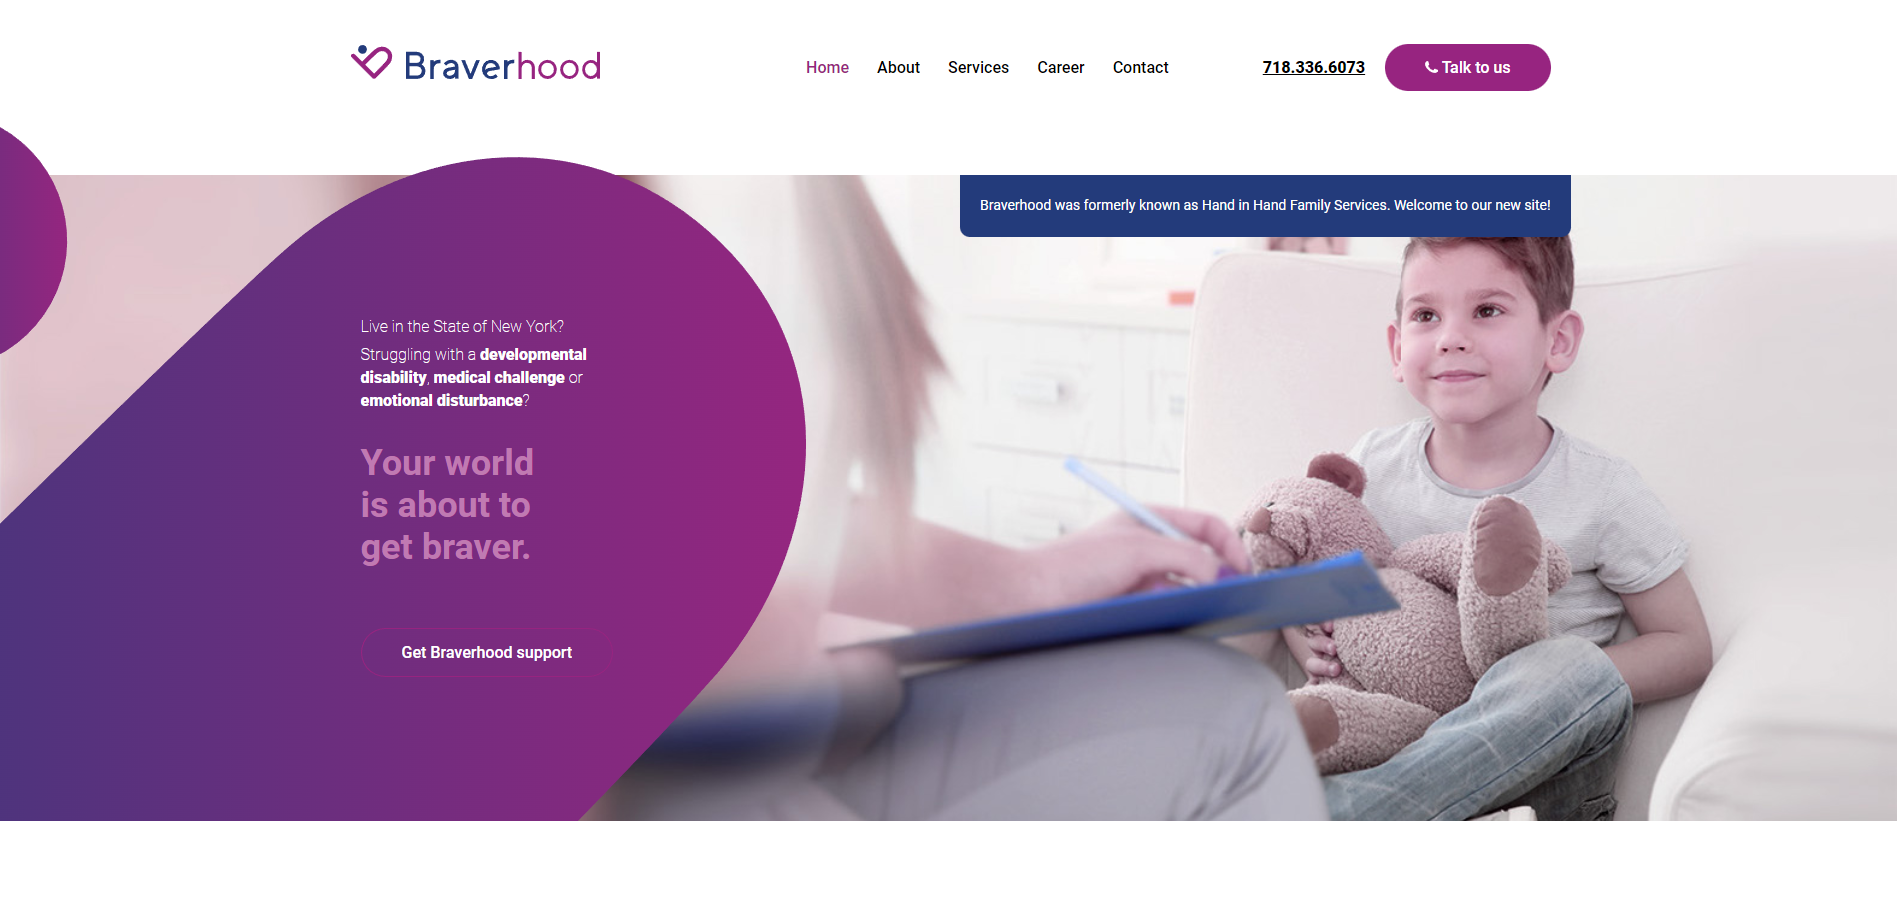 Braverhood
Home About Services Career Contact
718.336.6073
Talk to us
Braverhood was formerly known as Hand in Hand Family Services. Welcome to our new site!
Live in the State of New York?
Struggling with a developmental
disability, medical challenge or
emotional disturbance?
Your world
is about to
get braver.
Get Braverhood support